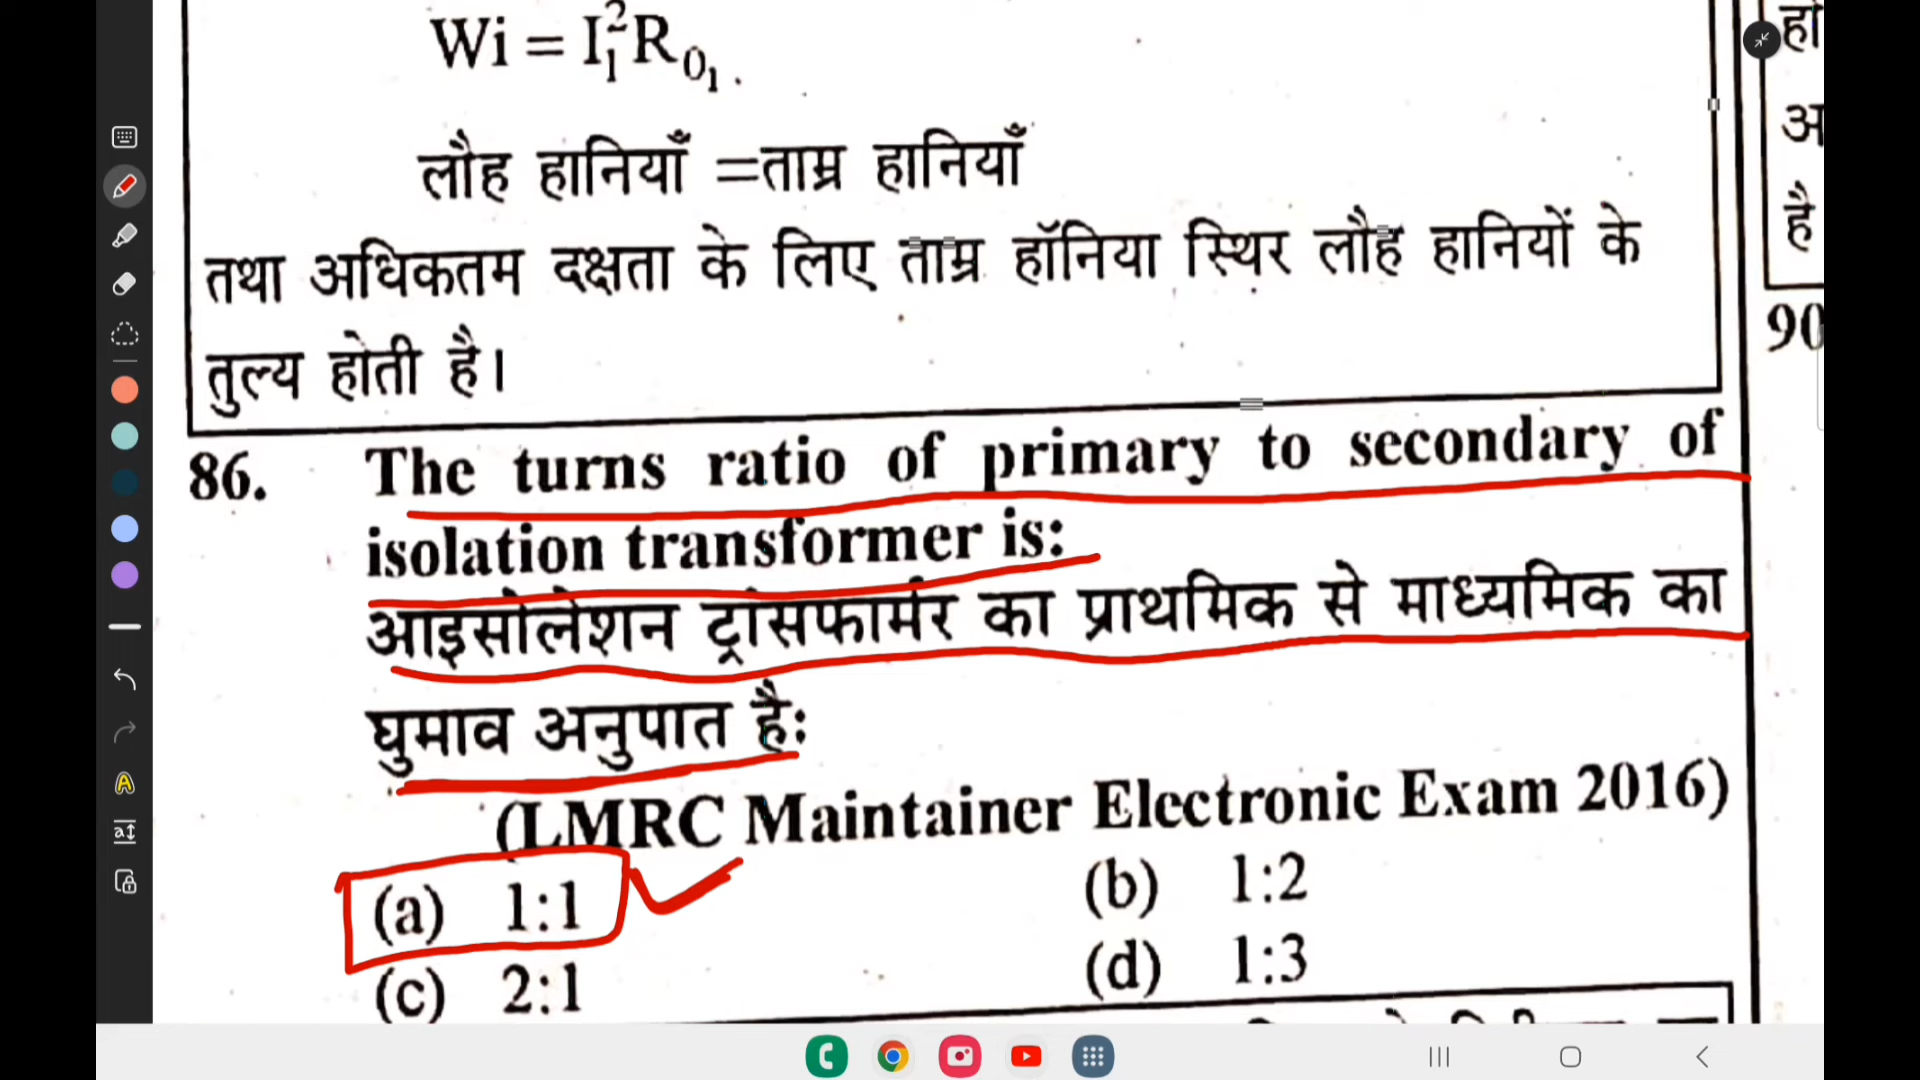 Wi = I₁²R₀₁.
लौह हानियाँ =ताम्र हानियाँ
तथा अधिकतम दक्षता के लिए ताम्र हॉनिया स्थिर लौह हानियों के
तुल्य होती है।
86. The turns ratio of primary to secondary of
isolation transformer is:
आइसोलेशन ट्रांसफार्मर का प्राथमिक से माध्यमिक का
घुमाव अनुपात है:
(LMRC Maintainer Electronic Exam 2016)
(a) 1:1 (b) 1:2
(c) 2:1 (d) 1:3
है
90